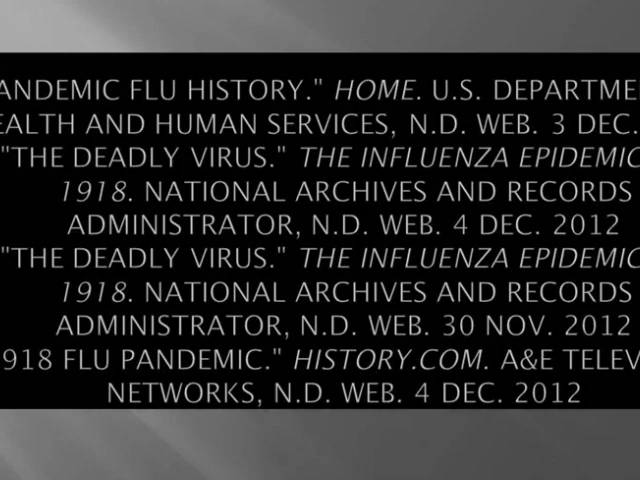 ANDEMIC FLU HISTORY." HOME. U.S. DEPARTME
EALTH AND HUMAN SERVICES, N.D. WEB. 3 DEC.
"THE DEADLY VIRUS." THE INFLUENZA EPIDEMIC
1918. NATIONAL ARCHIVES AND RECORDS
ADMINISTRATOR, N.D. WEB. 4 DEC. 2012
"THE DEADLY VIRUS." THE INFLUENZA EPIDEMIC
1918. NATIONAL ARCHIVES AND RECORDS
ADMINISTRATOR, N.D. WEB. 30 NOV. 2012
918 FLU PANDEMIC." HISTORY.COM. A&E TELEV
NETWORKS, N.D. WEB. 4 DEC. 2012